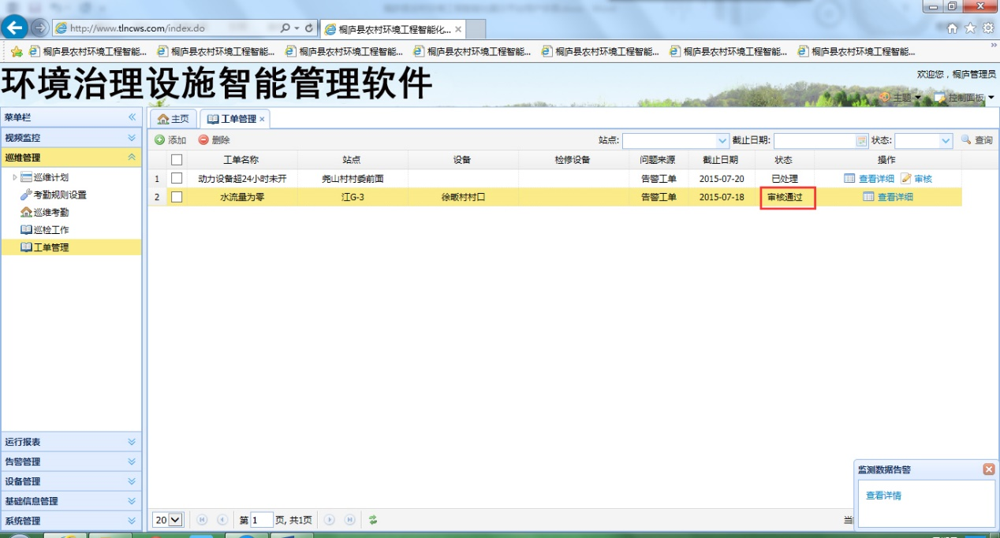 http://www.tlncws.com/index.do
桐庐县农村环境工程智能化...
桐庐县农村环境工程智能... 桐庐县农村环境工程智能... 桐庐县农村环境工程智能... 桐庐县农村环境工程智能... 桐庐县农村环境工程智能... 桐庐县农村环境工程智能... 桐庐县农村环境工程智能...
环境治理设施智能管理软件
欢迎您，桐庐管理员
主题 控制面板
菜单栏
主页 工单管理
视频监控
添加 删除 站点: 截止日期: 状态: 查询
巡维管理
工单名称 站点 设备 检修设备 问题来源 截止日期 状态 操作
巡维计划
1 动力设备超24小时未开 尧山村村委前面 告警工单 2015-07-20 已处理 查看详细 审核
考勤规则设置
2 水流量为零 江G-3 徐畈村村口 告警工单 2015-07-18 审核通过 查看详细
巡维考勤
巡检工作
工单管理
运行报表
告警管理
设备管理
基础信息管理
系统管理
监测数据告警
查看详情
20 第 1 页, 共1页